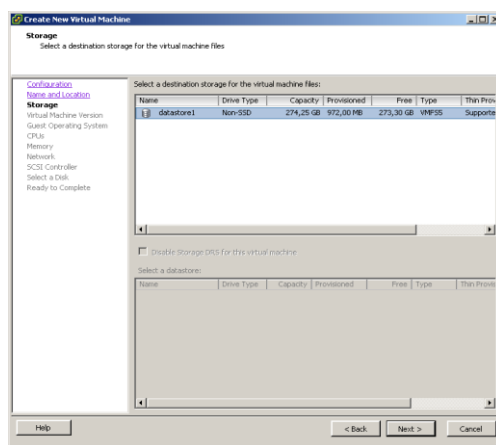 Create New Virtual Machine
Storage
Select a destination storage for the virtual machine files
Configuration
Name and Location
Storage
Virtual Machine Version
Guest Operating System
CPUs
Memory
Network
SCSI Controller
Select a Disk
Ready to Complete
Select a destination storage for the virtual machine files:
Name Drive Type Capacity Provisioned Free Type Thin Prov
datastore1 Non-SSD 274,25 GB 972,00 MB 273,30 GB VMFS5 Supporte
Disable Storage DRS for this virtual machine
Select a datastore:
Name Drive Type Capacity Provisioned Free Type Thin Provis
Help < Back Next > Cancel